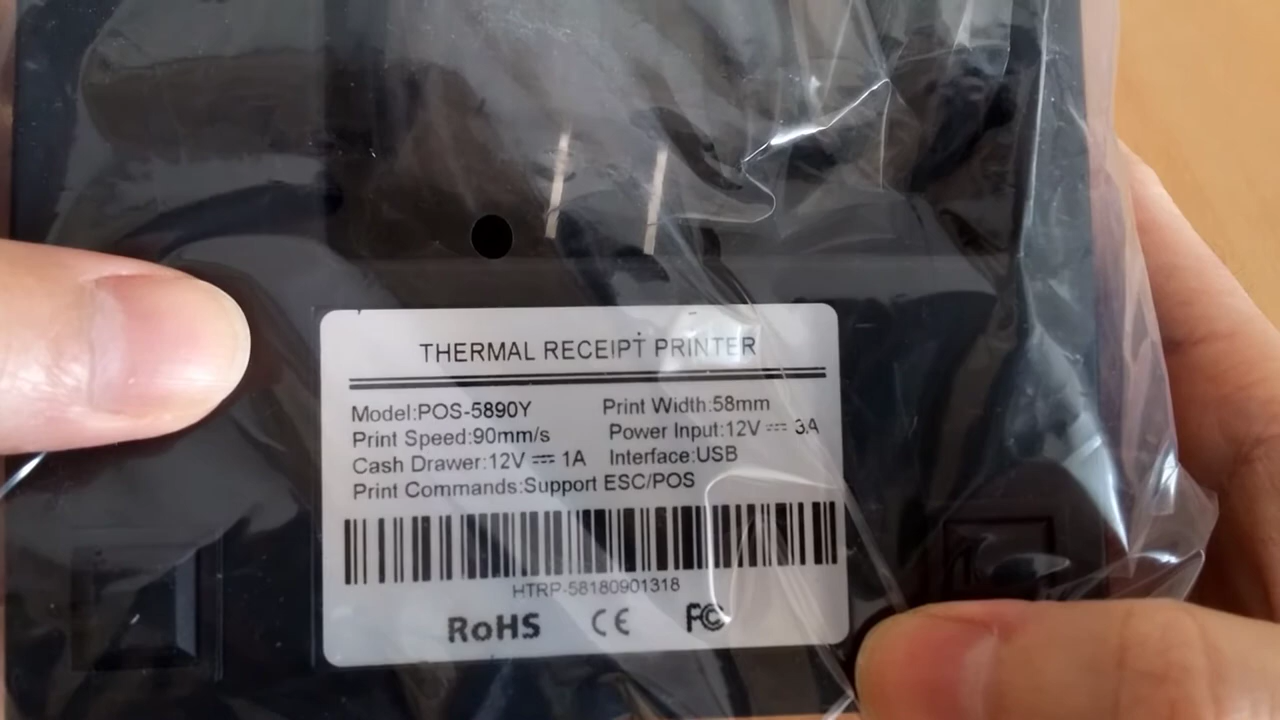 THERMAL RECEIPT PRINTER
Model:POS-5890Y Print Width:58mm
Print Speed:90mm/s Power Input:12V ⎓ 3A
Cash Drawer:12V ⎓ 1A Interface:USB
Print Commands:Support ESC/POS
HTRP-58180901318
RoHS CE FC